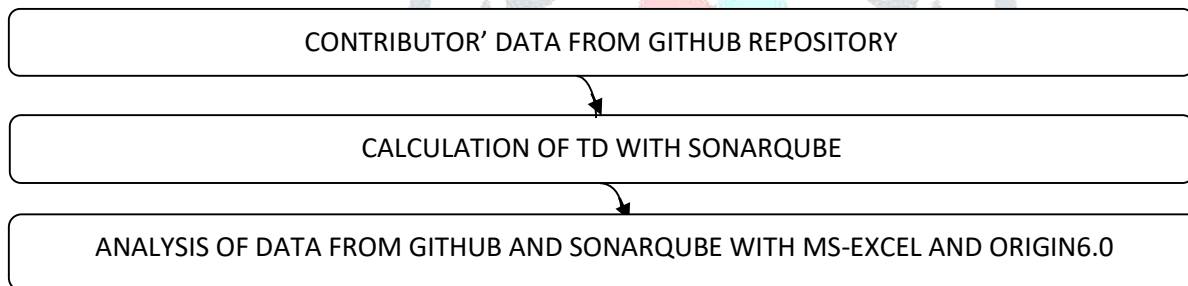 CONTRIBUTOR' DATA FROM GITHUB REPOSITORY
CALCULATION OF TD WITH SONARQUBE
ANALYSIS OF DATA FROM GITHUB AND SONARQUBE WITH MS-EXCEL AND ORIGIN6.0